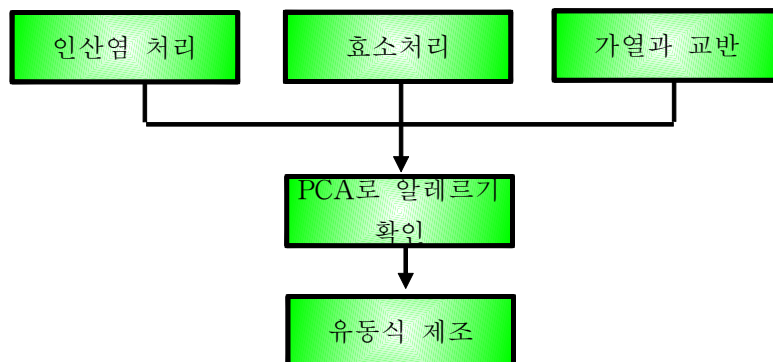 인산염 처리
효소처리
가열과 교반
PCA로 알레르기
확인
유동식 제조